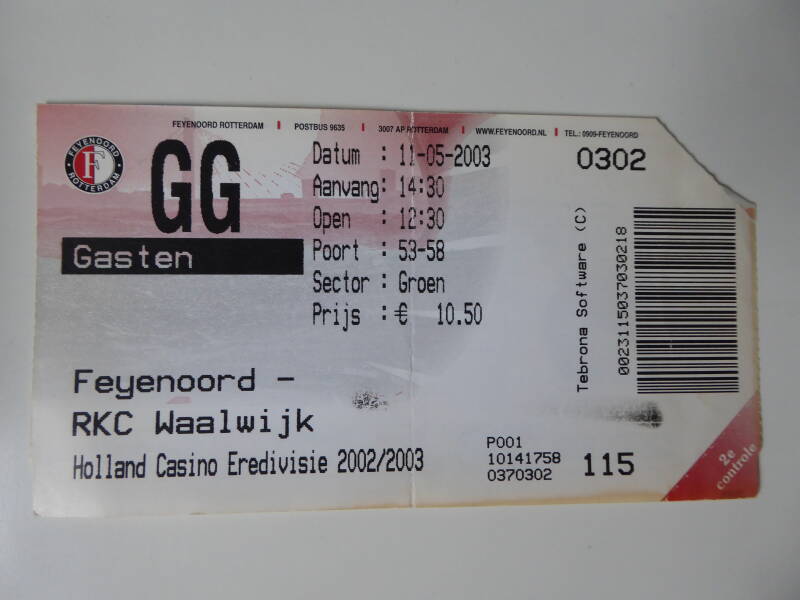 FEYENOORD ROTTERDAM | POSTBUS 9635 | 3007 AP ROTTERDAM | WWW.FEYENOORD.NL | TEL.: 0909-FEYENOORD
FEYENOORD
F
ROTTERDAM
GG
Gasten
Datum : 11-05-2003
Aanvang: 14:30
Open : 12:30
Poort : 53-58
Sector : Groen
Prijs : € 10.50
0302
Feyenoord -
RKC Waalwijk
Holland Casino Eredivisie 2002/2003
Tebrona Software (C)
0023115037030218
P001
10141758
0370302
115
2e
controle